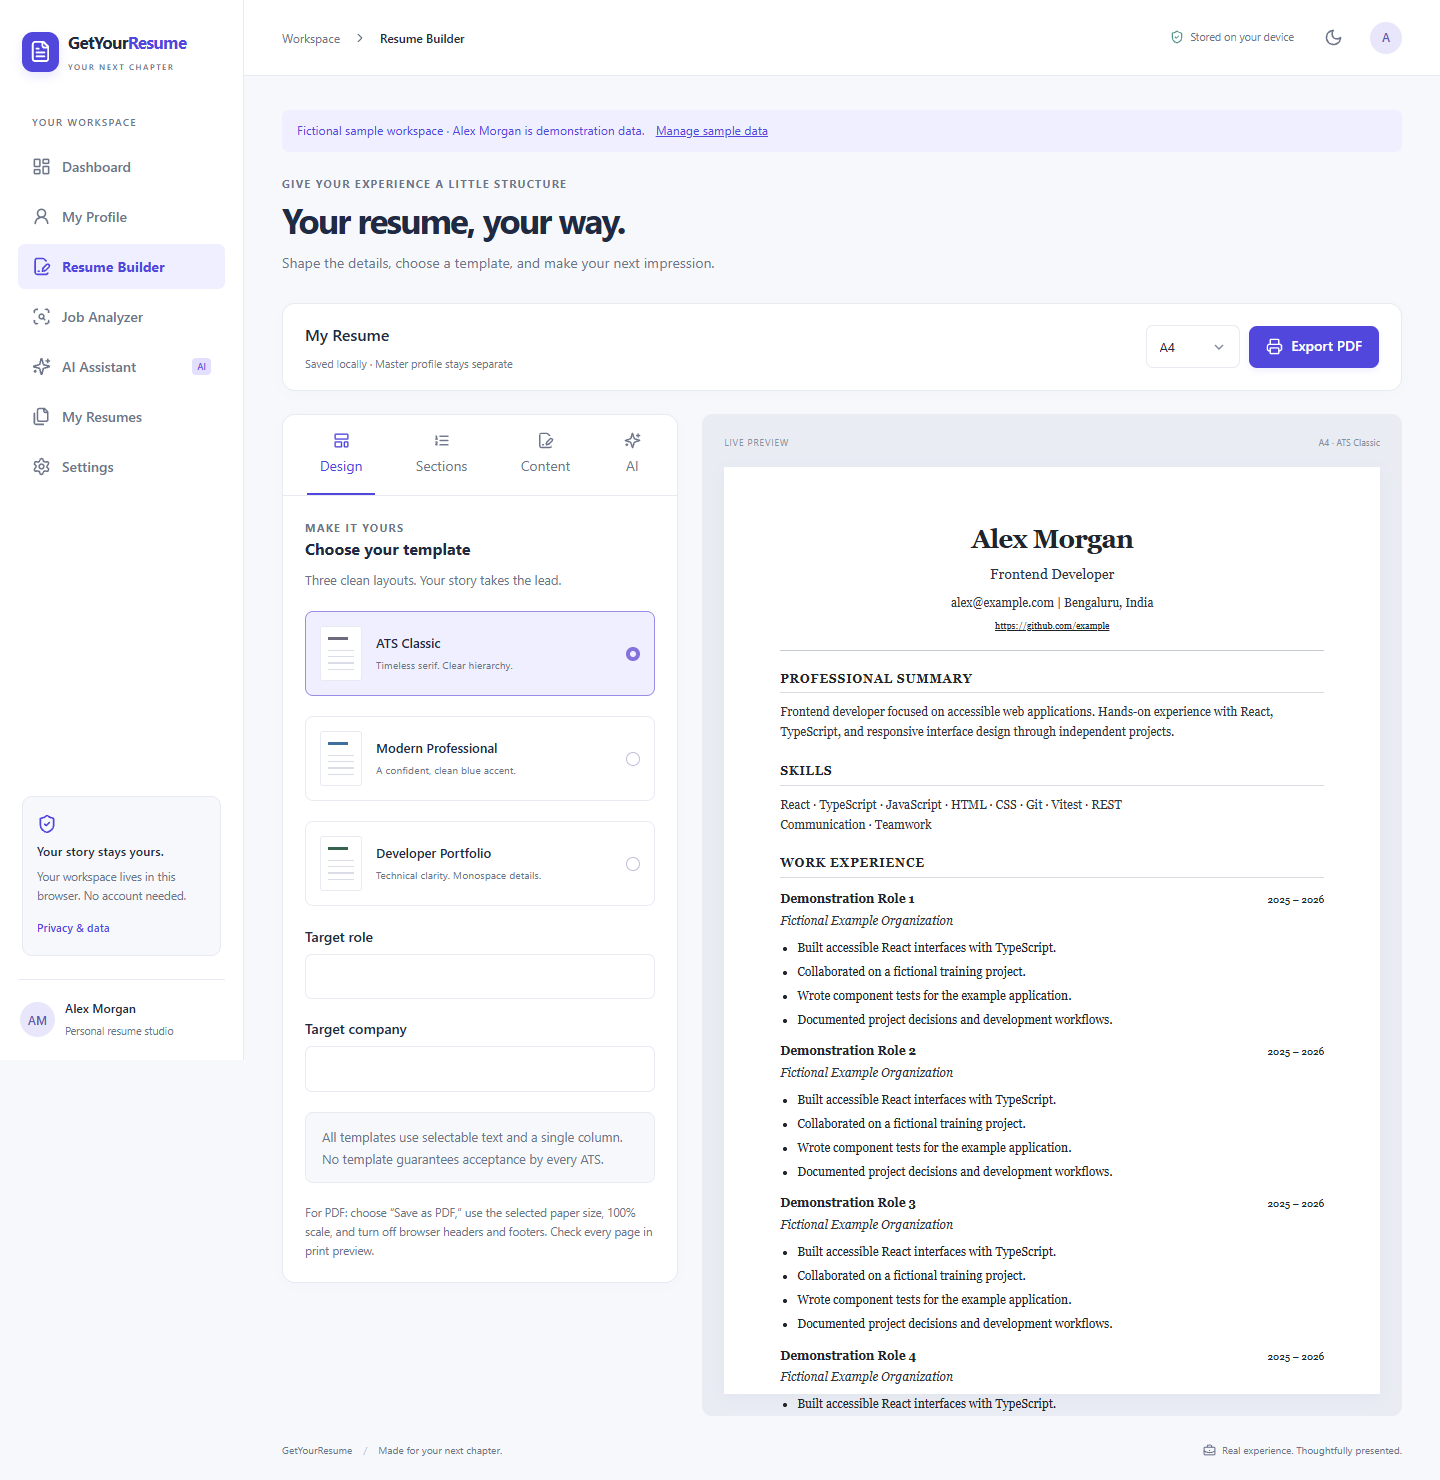 GetYourResume
YOUR NEXT CHAPTER
YOUR WORKSPACE
Dashboard
My Profile
Resume Builder
Job Analyzer
AI Assistant
AI
My Resumes
Settings
Your story stays yours.
Your workspace lives in this
browser. No account needed.
Privacy & data
AM
Alex Morgan
Personal resume studio
Workspace
Resume Builder
Stored on your device
A
Fictional sample workspace · Alex Morgan is demonstration data. Manage sample data
GIVE YOUR EXPERIENCE A LITTLE STRUCTURE
Your resume, your way.
Shape the details, choose a template, and make your next impression.
My Resume
Saved locally · Master profile stays separate
A4
Export PDF
Design
Sections
Content
AI
MAKE IT YOURS
Choose your template
Three clean layouts. Your story takes the lead.
ATS Classic
Timeless serif. Clear hierarchy.
Modern Professional
A confident, clean blue accent.
Developer Portfolio
Technical clarity. Monospace details.
Target role
Target company
All templates use selectable text and a single column.
No template guarantees acceptance by every ATS.
For PDF: choose “Save as PDF,” use the selected paper size, 100%
scale, and turn off browser headers and footers. Check every page in
print preview.
LIVE PREVIEW
A4 · ATS Classic
Alex Morgan
Frontend Developer
alex@example.com | Bengaluru, India
https://github.com/example
PROFESSIONAL SUMMARY
Frontend developer focused on accessible web applications. Hands-on experience with React,
TypeScript, and responsive interface design through independent projects.
SKILLS
React · TypeScript · JavaScript · HTML · CSS · Git · Vitest · REST
Communication · Teamwork
WORK EXPERIENCE
Demonstration Role 1
2025 – 2026
Fictional Example Organization
• Built accessible React interfaces with TypeScript.
• Collaborated on a fictional training project.
• Wrote component tests for the example application.
• Documented project decisions and development workflows.
Demonstration Role 2
2025 – 2026
Fictional Example Organization
• Built accessible React interfaces with TypeScript.
• Collaborated on a fictional training project.
• Wrote component tests for the example application.
• Documented project decisions and development workflows.
Demonstration Role 3
2025 – 2026
Fictional Example Organization
• Built accessible React interfaces with TypeScript.
• Collaborated on a fictional training project.
• Wrote component tests for the example application.
• Documented project decisions and development workflows.
Demonstration Role 4
2025 – 2026
Fictional Example Organization
• Built accessible React interfaces with TypeScript.
GetYourResume / Made for your next chapter.
Real experience. Thoughtfully presented.